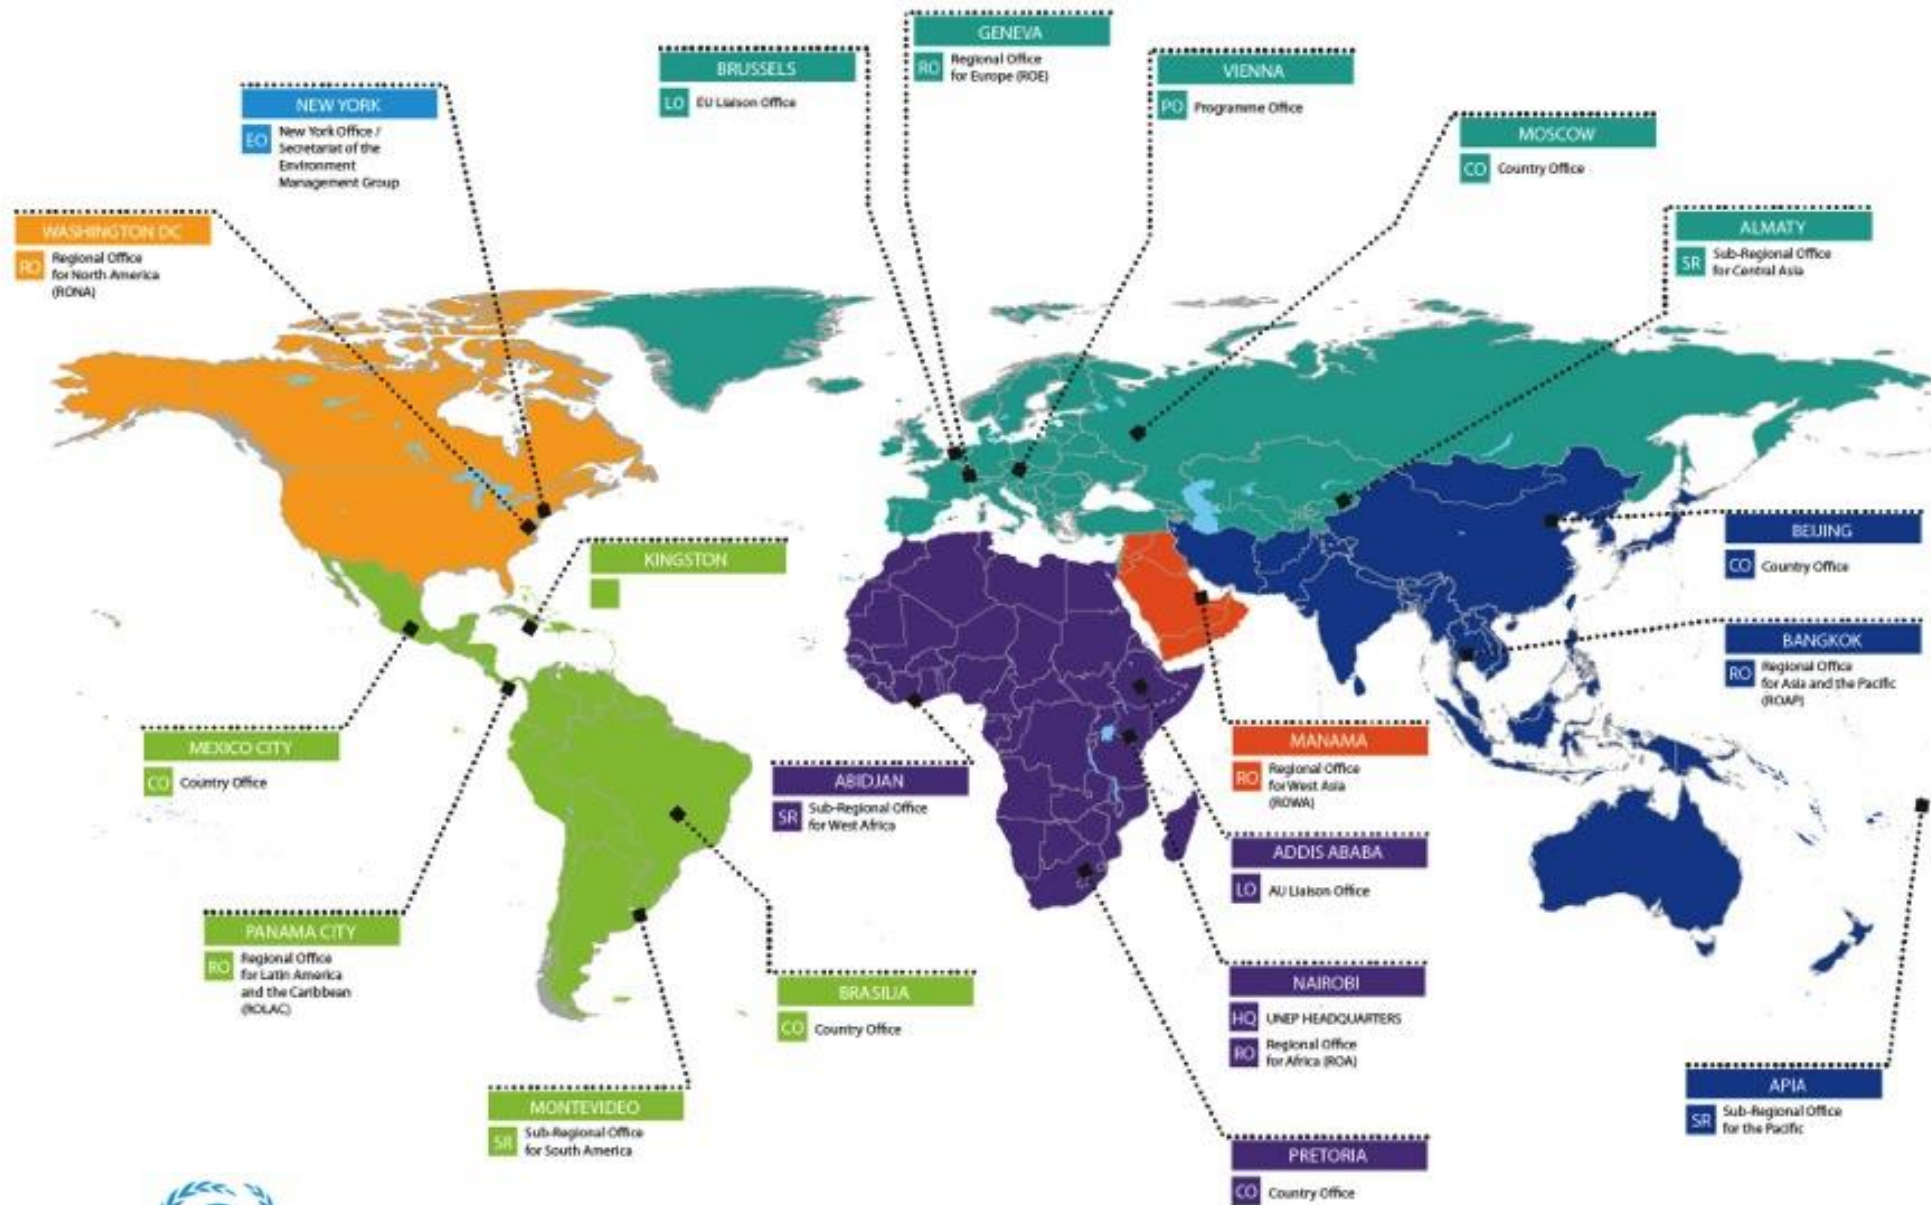 GENEVA
RO Regional Office
for Europe (ROE)
BRUSSELS
LO EU Liaison Office
VIENNA
PO Programme Office
NEW YORK
EO New York Office /
Secretariat of the
Environment
Management Group
MOSCOW
CO Country Office
WASHINGTON DC
RO Regional Office
for North America
(RONA)
ALMATY
SR Sub-Regional Office
for Central Asia
KINGSTON
BEIJING
CO Country Office
BANGKOK
RO Regional Office
for Asia and the Pacific
(ROAP)
MEXICO CITY
CO Country Office
MANAMA
RO Regional Office
for West Asia
(ROWA)
ABIDJAN
SR Sub-Regional Office
for West Africa
ADDIS ABABA
LO AU Liaison Office
PANAMA CITY
RO Regional Office
for Latin America
and the Caribbean
(ROLAC)
BRASILIA
CO Country Office
NAIROBI
HQ UNEP HEADQUARTERS
RO Regional Office
for Africa (ROA)
APIA
SR Sub-Regional Office
for the Pacific
MONTEVIDEO
SR Sub-Regional Office
for South America
PRETORIA
CO Country Office